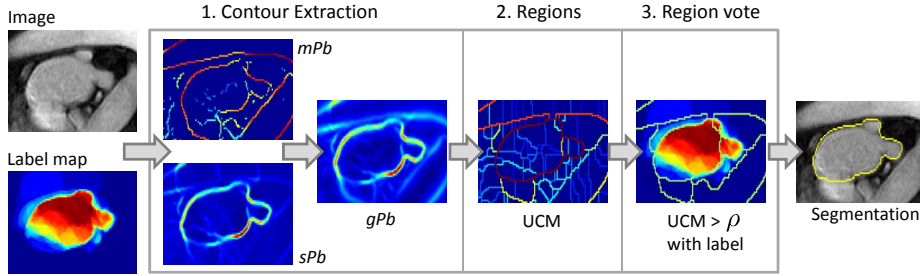 Image
1. Contour Extraction
2. Regions
3. Region vote
mPb
Label map
gPb
sPb
UCM
UCM > ρ
with label
Segmentation